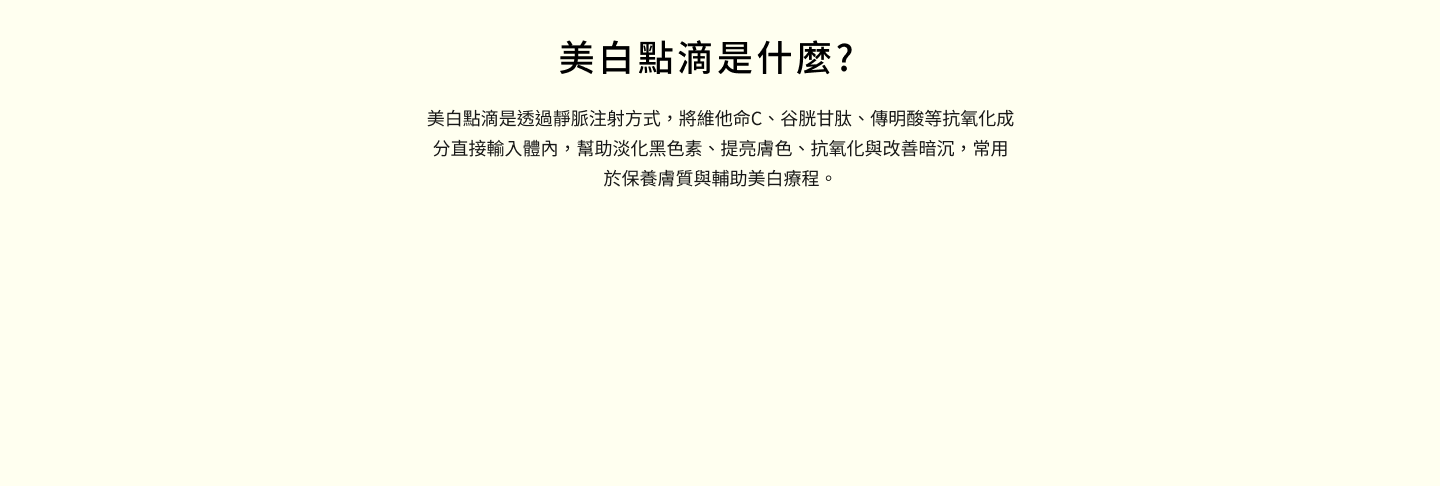 美白點滴是什麼?
美白點滴是透過靜脈注射方式，將維他命C、谷胱甘肽、傳明酸等抗氧化成
分直接輸入體內，幫助淡化黑色素、提亮膚色、抗氧化與改善暗沉，常用
於保養膚質與輔助美白療程。